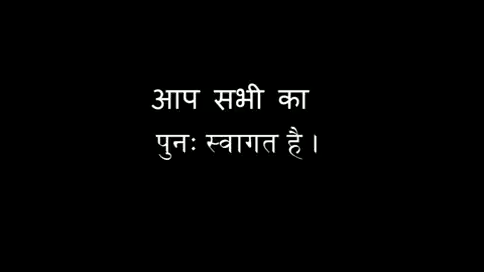 आप सभी का
पुनः स्वागत है ।